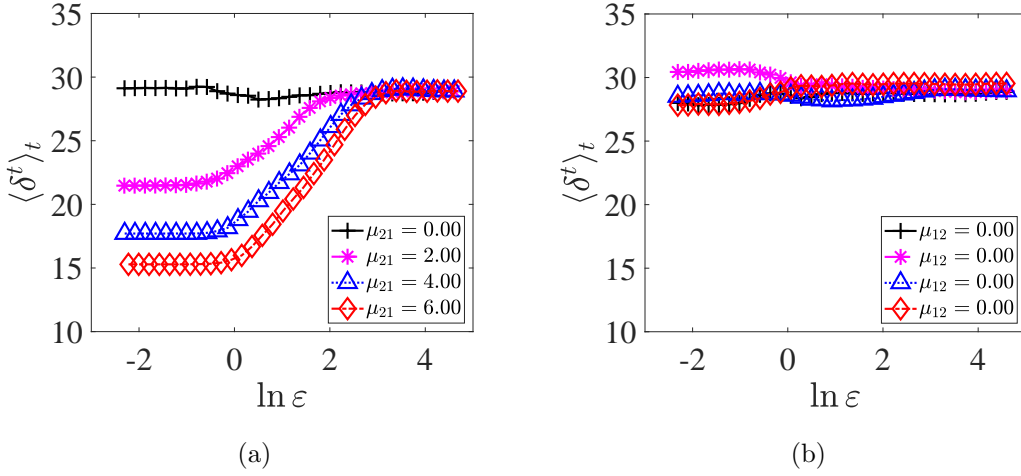 35
30
25
20
15
10
⟨δ^t⟩_t
-2 0 2 4
ln ε
μ_21 = 0.00
μ_21 = 2.00
μ_21 = 4.00
μ_21 = 6.00
(a)
35
30
25
20
15
10
⟨δ^t⟩_t
-2 0 2 4
ln ε
μ_12 = 0.00
μ_12 = 0.00
μ_12 = 0.00
μ_12 = 0.00
(b)